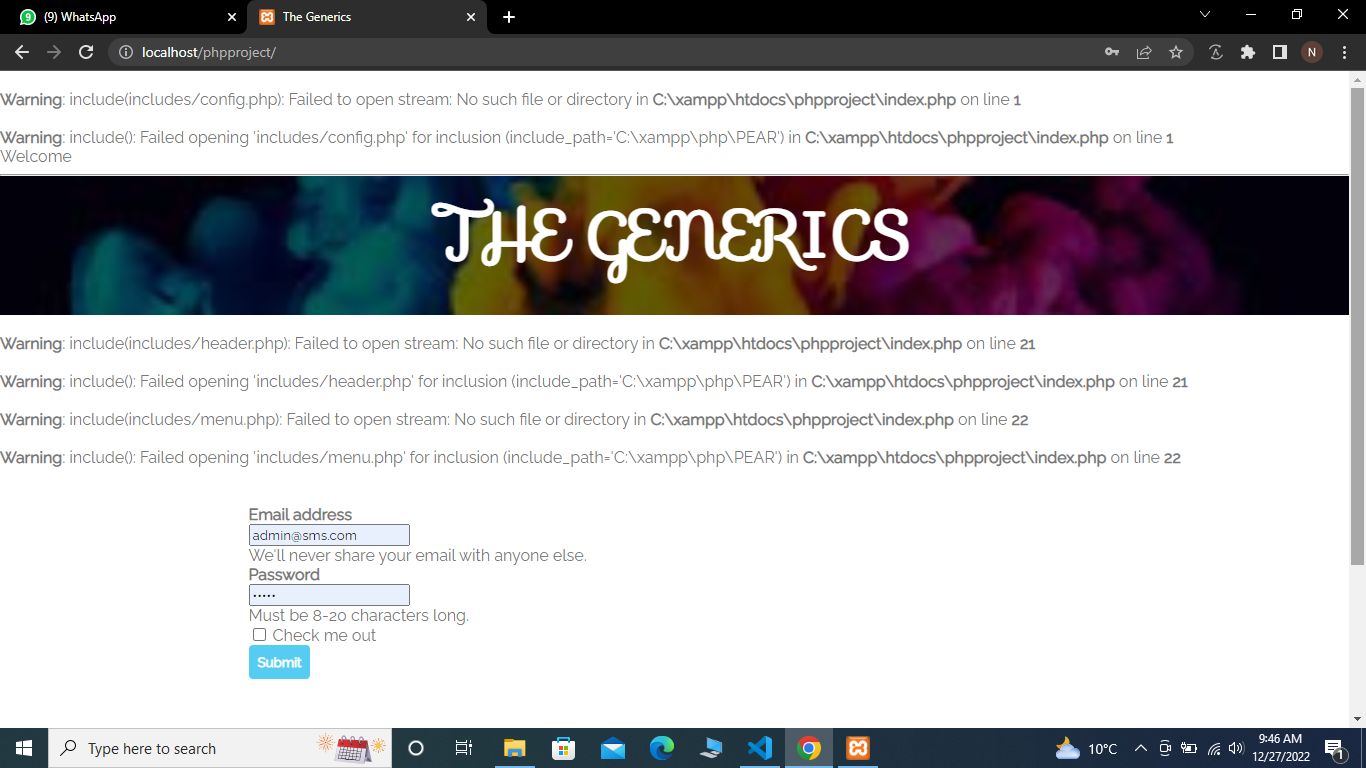 (9) WhatsApp
The Generics
localhost/phpproject/
N
Warning: include(includes/config.php): Failed to open stream: No such file or directory in C:\xampp\htdocs\phpproject\index.php on line 1
Warning: include(): Failed opening 'includes/config.php' for inclusion (include_path='C:\xampp\php\PEAR') in C:\xampp\htdocs\phpproject\index.php on line 1
Welcome
THE GENERICS
Warning: include(includes/header.php): Failed to open stream: No such file or directory in C:\xampp\htdocs\phpproject\index.php on line 21
Warning: include(): Failed opening 'includes/header.php' for inclusion (include_path='C:\xampp\php\PEAR') in C:\xampp\htdocs\phpproject\index.php on line 21
Warning: include(includes/menu.php): Failed to open stream: No such file or directory in C:\xampp\htdocs\phpproject\index.php on line 22
Warning: include(): Failed opening 'includes/menu.php' for inclusion (include_path='C:\xampp\php\PEAR') in C:\xampp\htdocs\phpproject\index.php on line 22
Email address
admin@sms.com
We'll never share your email with anyone else.
Password
•••••
Must be 8-20 characters long.
Check me out
Submit
Type here to search
10°C
9:46 AM
12/27/2022
1